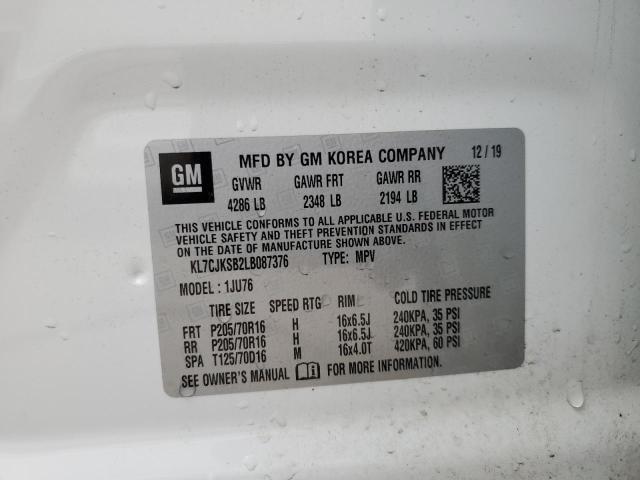 GM MFD BY GM KOREA COMPANY 12 / 19
GVWR GAWR FRT GAWR RR
4286 LB 2348 LB 2194 LB
THIS VEHICLE CONFORMS TO ALL APPLICABLE U.S. FEDERAL MOTOR
VEHICLE SAFETY AND THEFT PREVENTION STANDARDS IN EFFECT
ON THE DATE OF MANUFACTURE SHOWN ABOVE.
KL7CJKSB2LB087376 TYPE: MPV
MODEL : 1JU76
TIRE SIZE SPEED RTG RIM COLD TIRE PRESSURE
FRT P205/70R16 H 16x6.5J 240KPA, 35 PSI
RR P205/70R16 H 16x6.5J 240KPA, 35 PSI
SPA T125/70D16 M 16x4.0T 420KPA, 60 PSI
SEE OWNER'S MANUAL FOR MORE INFORMATION.